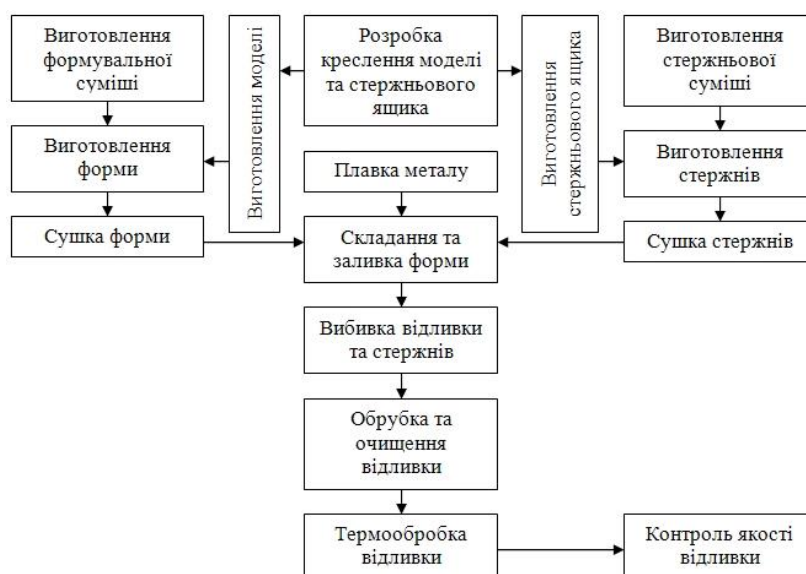 Виготовлення
формувальної
суміші
Виготовлення моделі
Розробка
креслення моделі
та стержньового
ящика
Виготовлення
стержньового ящика
Виготовлення
стержньової
суміші
Виготовлення
форми
Плавка металу
Виготовлення
стержнів
Сушка форми
Складання та
заливка форми
Сушка стержнів
Вибивка відливки
та стержнів
Обрубка та
очищення
відливки
Термообробка
відливки
Контроль якості
відливки